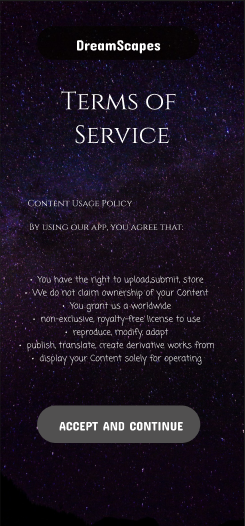 DreamScapes
Terms of
Service
Content Usage Policy
By using our app, you agree that:
• You have the right to upload,submit, store
• We do not claim ownership of your Content
• You grant us a worldwide
• non-exclusive, royalty-free license to use
• reproduce, modify, adapt
• publish, translate, create derivative works from
• display your Content solely for operating
ACCEPT AND CONTINUE